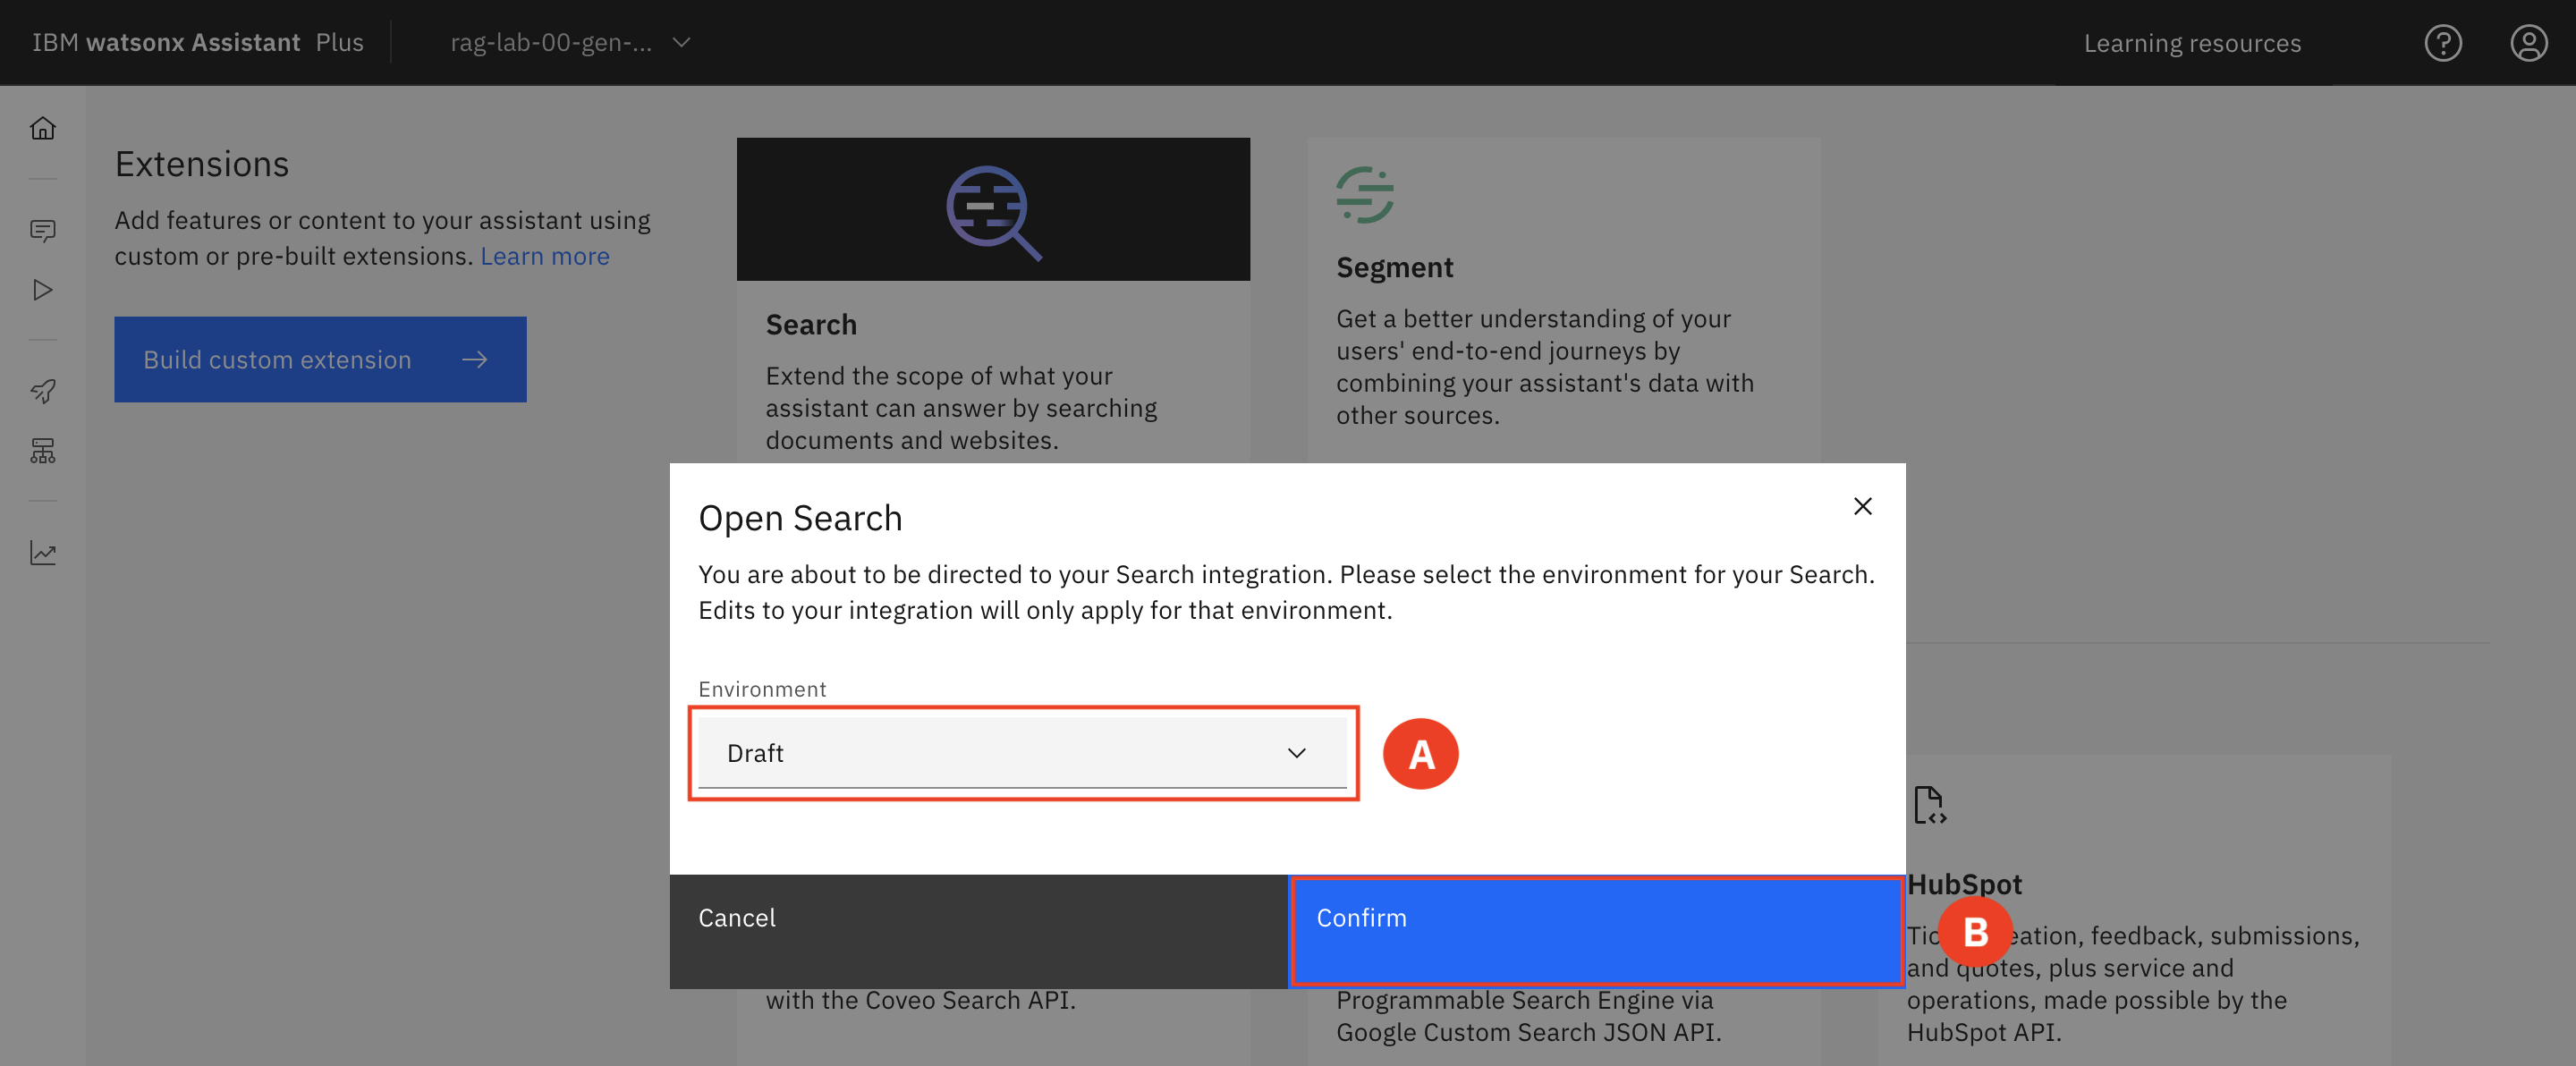 IBM watsonx Assistant Plus
rag-lab-00-gen-...
Learning resources
Extensions
Add features or content to your assistant using
custom or pre-built extensions. Learn more
Build custom extension
Search
Extend the scope of what your
assistant can answer by searching
documents and websites.
Segment
Get a better understanding of your
users' end-to-end journeys by
combining your assistant's data with
other sources.
Open Search
You are about to be directed to your Search integration. Please select the environment for your Search.
Edits to your integration will only apply for that environment.
Environment
Draft
A
Cancel
Confirm
B
with the Coveo Search API.
Programmable Search Engine via
Google Custom Search JSON API.
HubSpot
feedback, submissions,
and quotes, plus service and
operations, made possible by the
HubSpot API.